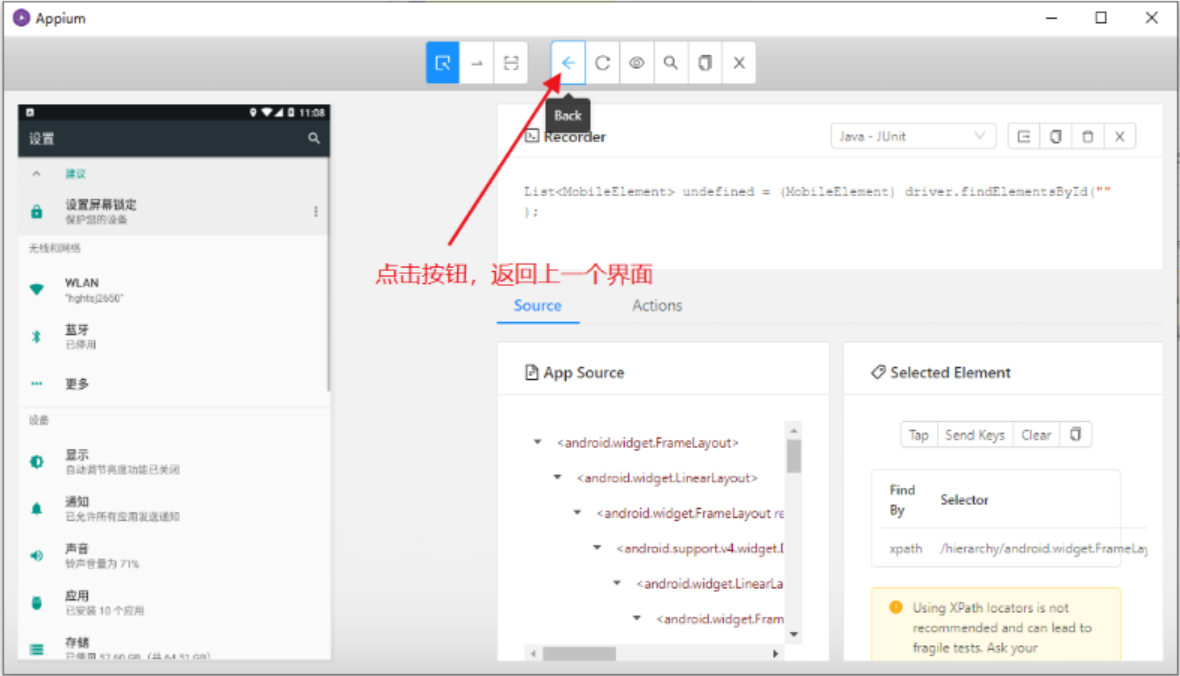 Appium
Back
11:08
设置
建议
设置屏幕锁定
保护您的设备
无线和网络
WLAN
"hghtsj2650"
蓝牙
已停用
更多
设备
显示
自动调节亮度功能已关闭
通知
已允许所有应用发送通知
声音
铃声音量为 71%
应用
已安装 10 个应用
存储
已使用 57.60 GB（共 64.51 GB）
Recorder
Java - JUnit
List<MobileElement> undefined = (MobileElement) driver.findElementsById(""
);
点击按钮，返回上一个界面
Source
Actions
App Source
<android.widget.FrameLayout>
<android.widget.LinearLayout>
<android.widget.FrameLayout re
<android.support.v4.widget.D
<android.widget.LinearLa
<android.widget.Fram
Selected Element
Tap
Send Keys
Clear
Find By
Selector
xpath
/hierarchy/android.widget.FrameLay
Using XPath locators is not
recommended and can lead to
fragile tests. Ask your